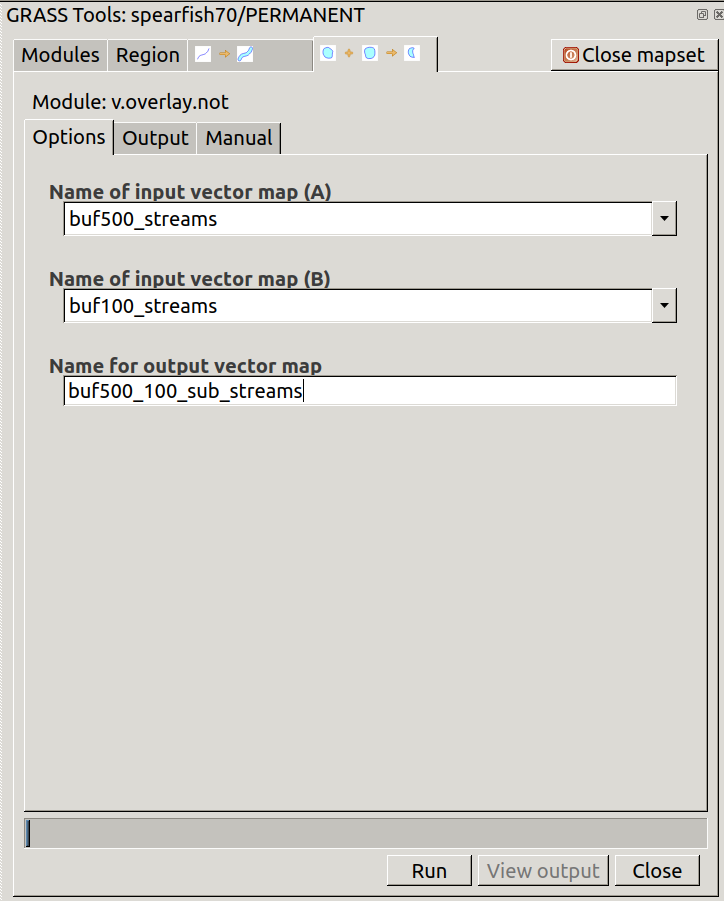 GRASS Tools: spearfish70/PERMANENT
Modules Region Close mapset
Module: v.overlay.not
Options Output Manual
Name of input vector map (A)
buf500_streams
Name of input vector map (B)
buf100_streams
Name for output vector map
buf500_100_sub_streams
Run View output Close